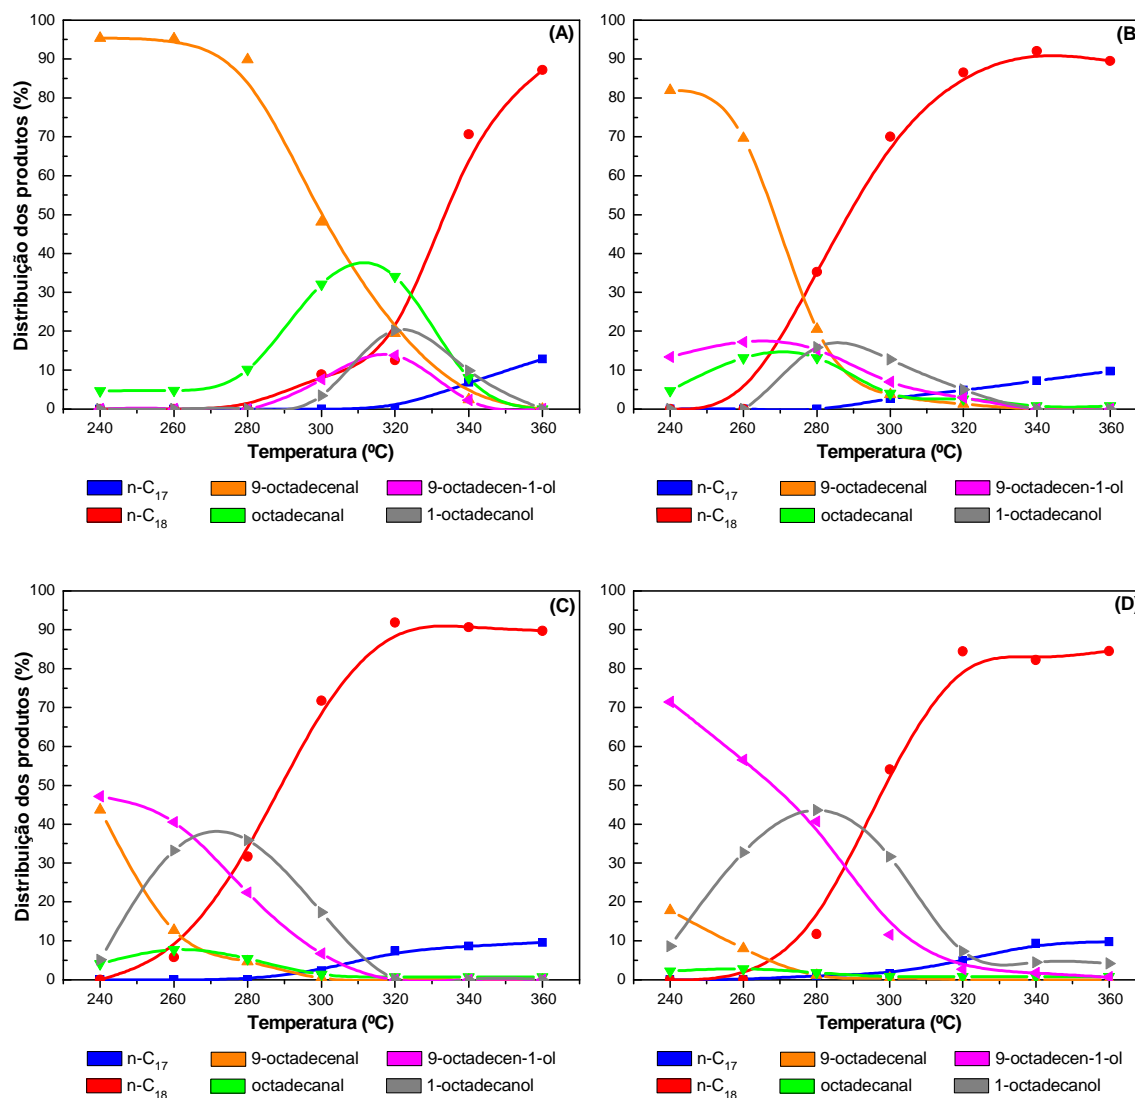 (A)
Distribuição dos produtos (%)
100
90
80
70
60
50
40
30
20
10
0
240 260 280 300 320 340 360
Temperatura (ºC)
n-C17 9-octadecenal 9-octadecen-1-ol
n-C18 octadecanal 1-octadecanol
(B)
100
90
80
70
60
50
40
30
20
10
0
240 260 280 300 320 340 360
Temperatura (ºC)
n-C17 9-octadecenal 9-octadecen-1-ol
n-C18 octadecanal 1-octadecanol
(C)
Distribuição dos produtos (%)
100
90
80
70
60
50
40
30
20
10
0
240 260 280 300 320 340 360
Temperatura (ºC)
n-C17 9-octadecenal 9-octadecen-1-ol
n-C18 octadecanal 1-octadecanol
(D)
100
90
80
70
60
50
40
30
20
10
0
240 260 280 300 320 340 360
Temperatura (ºC)
n-C17 9-octadecenal 9-octadecen-1-ol
n-C18 octadecanal 1-octadecanol